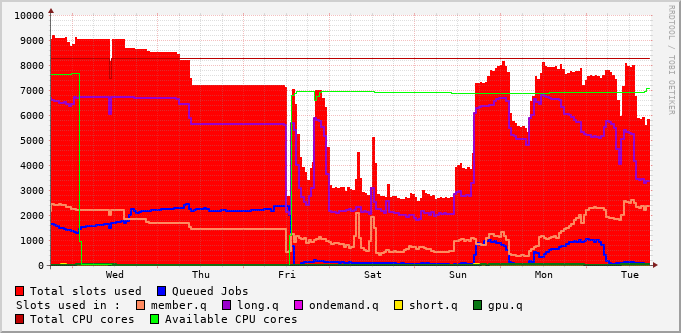 RRDTOOL / TOBI OETIKER
10000
9000
8000
7000
6000
5000
4000
3000
2000
1000
0
Wed Thu Fri Sat Sun Mon Tue
Total slots used Queued Jobs
Slots used in : member.q long.q ondemand.q short.q gpu.q
Total CPU cores Available CPU cores